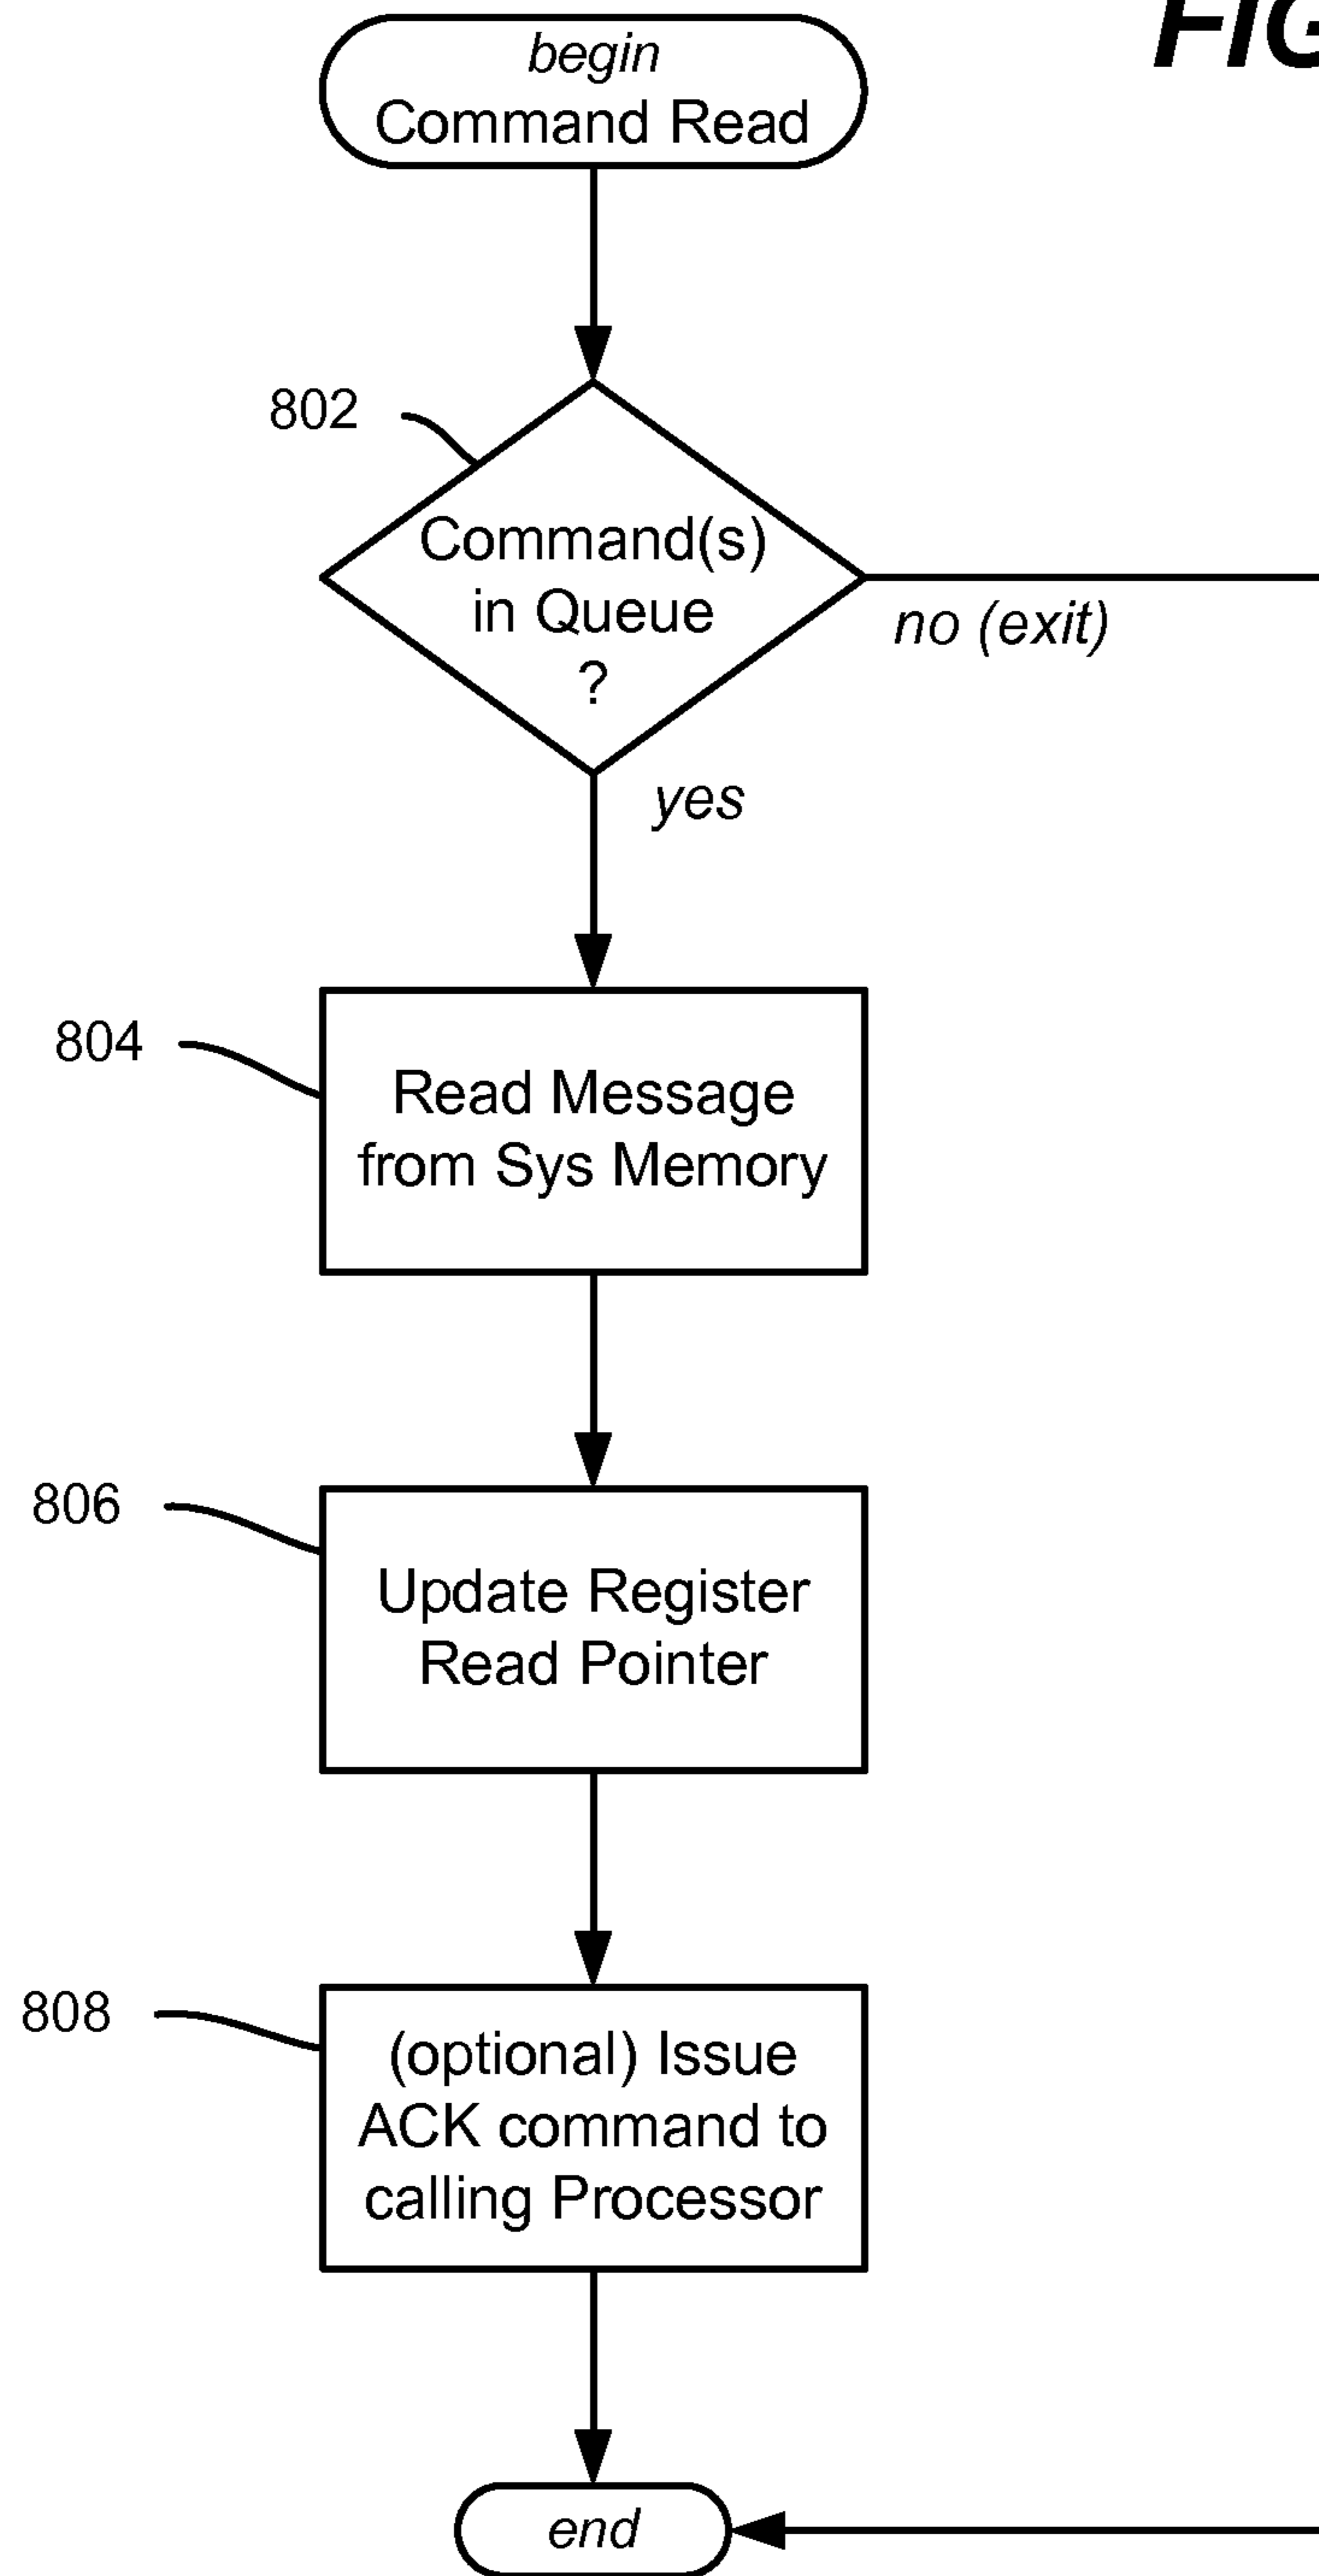 FIG
begin
Command Read
802
Command(s)
in Queue
?
no (exit)
yes
804
Read Message
from Sys Memory
806
Update Register
Read Pointer
808
(optional) Issue
ACK command to
calling Processor
end